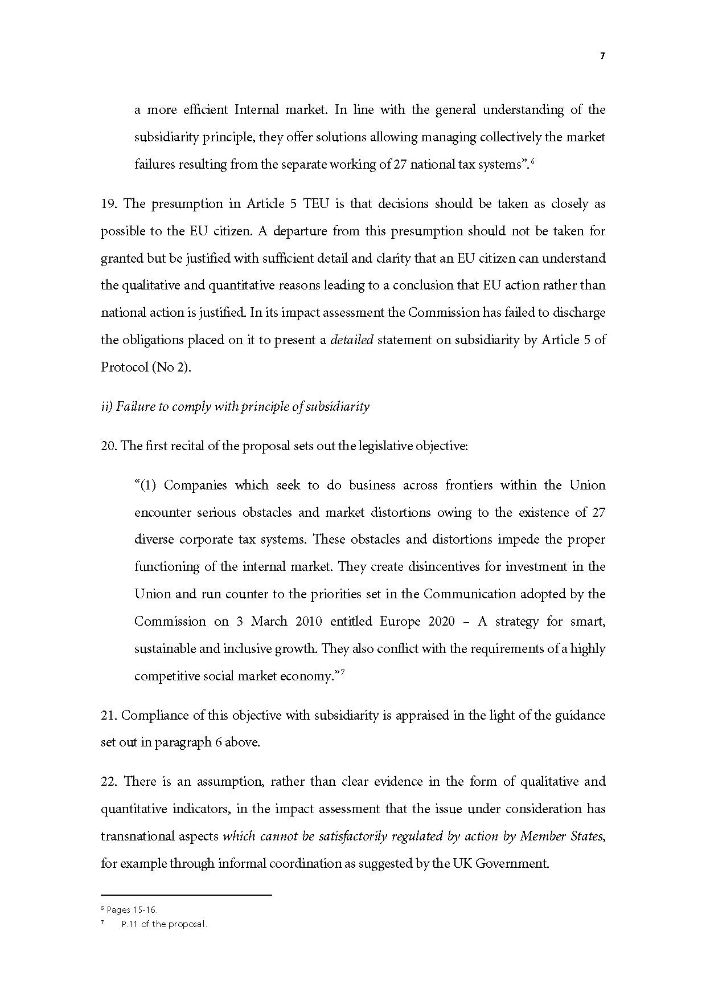 7
a more efficient Internal market. In line with the general understanding of the
subsidiarity principle, they offer solutions allowing managing collectively the market
failures resulting from the separate working of 27 national tax systems”.⁶
19. The presumption in Article 5 TEU is that decisions should be taken as closely as
possible to the EU citizen. A departure from this presumption should not be taken for
granted but be justified with sufficient detail and clarity that an EU citizen can understand
the qualitative and quantitative reasons leading to a conclusion that EU action rather than
national action is justified. In its impact assessment the Commission has failed to discharge
the obligations placed on it to present a detailed statement on subsidiarity by Article 5 of
Protocol (No 2).
ii) Failure to comply with principle of subsidiarity
20. The first recital of the proposal sets out the legislative objective:
“(1) Companies which seek to do business across frontiers within the Union
encounter serious obstacles and market distortions owing to the existence of 27
diverse corporate tax systems. These obstacles and distortions impede the proper
functioning of the internal market. They create disincentives for investment in the
Union and run counter to the priorities set in the Communication adopted by the
Commission on 3 March 2010 entitled Europe 2020 – A strategy for smart,
sustainable and inclusive growth. They also conflict with the requirements of a highly
competitive social market economy.”⁷
21. Compliance of this objective with subsidiarity is appraised in the light of the guidance
set out in paragraph 6 above.
22. There is an assumption, rather than clear evidence in the form of qualitative and
quantitative indicators, in the impact assessment that the issue under consideration has
transnational aspects which cannot be satisfactorily regulated by action by Member States,
for example through informal coordination as suggested by the UK Government.
⁶ Pages 15-16.
⁷ P.11 of the proposal.